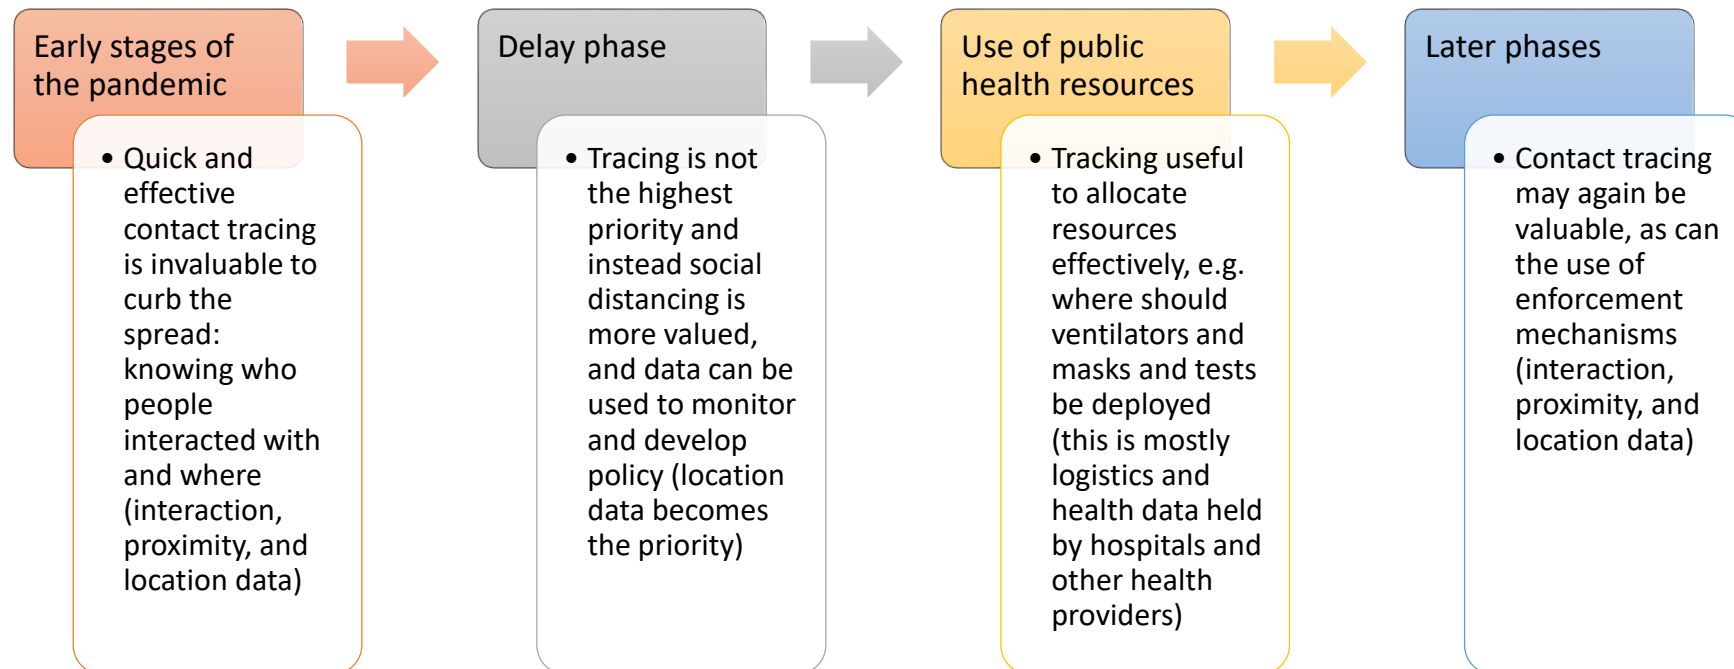 Early stages of
the pandemic
• Quick and
effective
contact tracing
is invaluable to
curb the
spread:
knowing who
people
interacted with
and where
(interaction,
proximity, and
location data)
Delay phase
• Tracing is not
the highest
priority and
instead social
distancing is
more valued,
and data can be
used to monitor
and develop
policy (location
data becomes
the priority)
Use of public
health resources
• Tracking useful
to allocate
resources
effectively, e.g.
where should
ventilators and
masks and tests
be deployed
(this is mostly
logistics and
health data held
by hospitals and
other health
providers)
Later phases
• Contact tracing
may again be
valuable, as can
the use of
enforcement
mechanisms
(interaction,
proximity, and
location data)